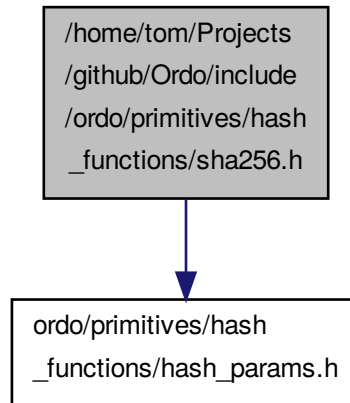 /home/tom/Projects
/github/Ordo/include
/ordo/primitives/hash
_functions/sha256.h
ordo/primitives/hash
_functions/hash_params.h